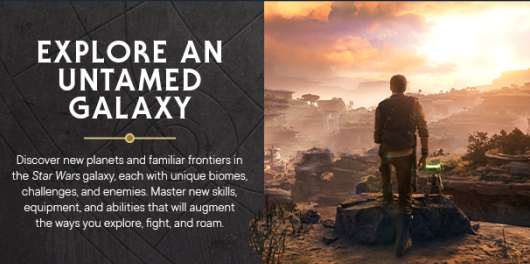 EXPLORE AN
UNTAMED
GALAXY
Discover new planets and familiar frontiers in
the Star Wars galaxy, each with unique biomes,
challenges, and enemies. Master new skills,
equipment, and abilities that will augment
the ways you explore, fight, and roam.